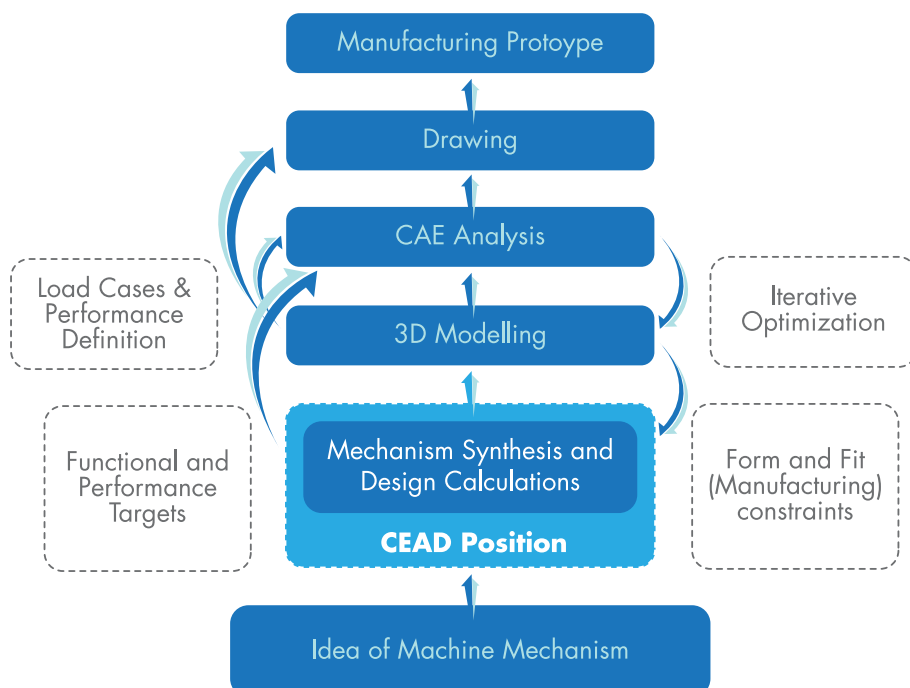 Manufacturing Protoype
Drawing
CAE Analysis
Load Cases &
Performance
Definition
Iterative
Optimization
3D Modelling
Functional and
Performance
Targets
Mechanism Synthesis and
Design Calculations
CEAD Position
Form and Fit
(Manufacturing)
constraints
Idea of Machine Mechanism